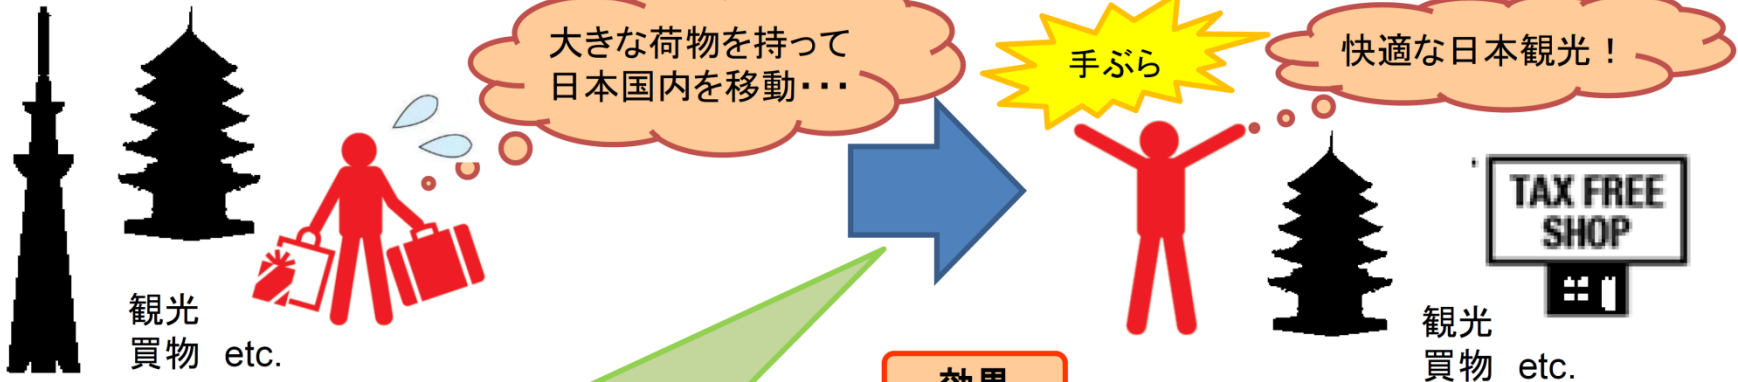 大きな荷物を持って
日本国内を移動･･･
手ぶら
快適な日本観光！
TAX FREE
SHOP
観光
買物 etc.
観光
買物 etc.
効果